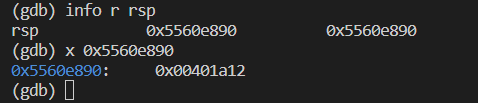 (gdb) info r rsp
rsp            0x5560e890          0x5560e890
(gdb) x 0x5560e890
0x5560e890:     0x00401a12
(gdb)